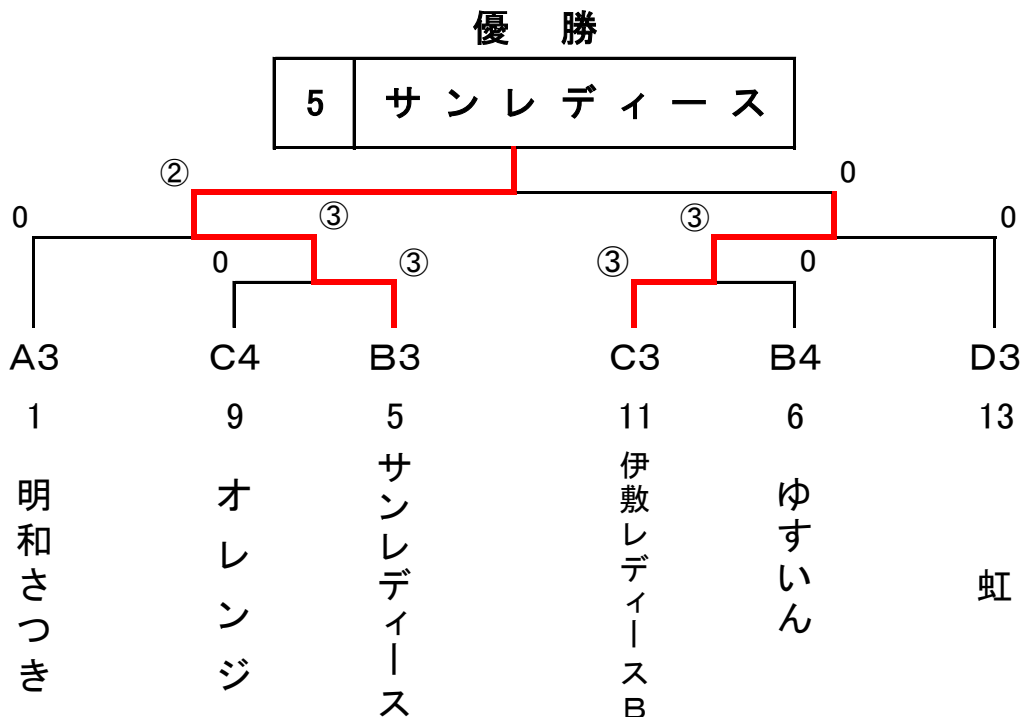 優 勝
5 サンレディース
② 0
0 ③ ③ 0
0 ③ ③ 0
A3 C4 B3 C3 B4 D3
1 9 5 11 6 13
明和さつき
オレンジ
サンレディース
伊敷レディースB
ゆすいん
虹